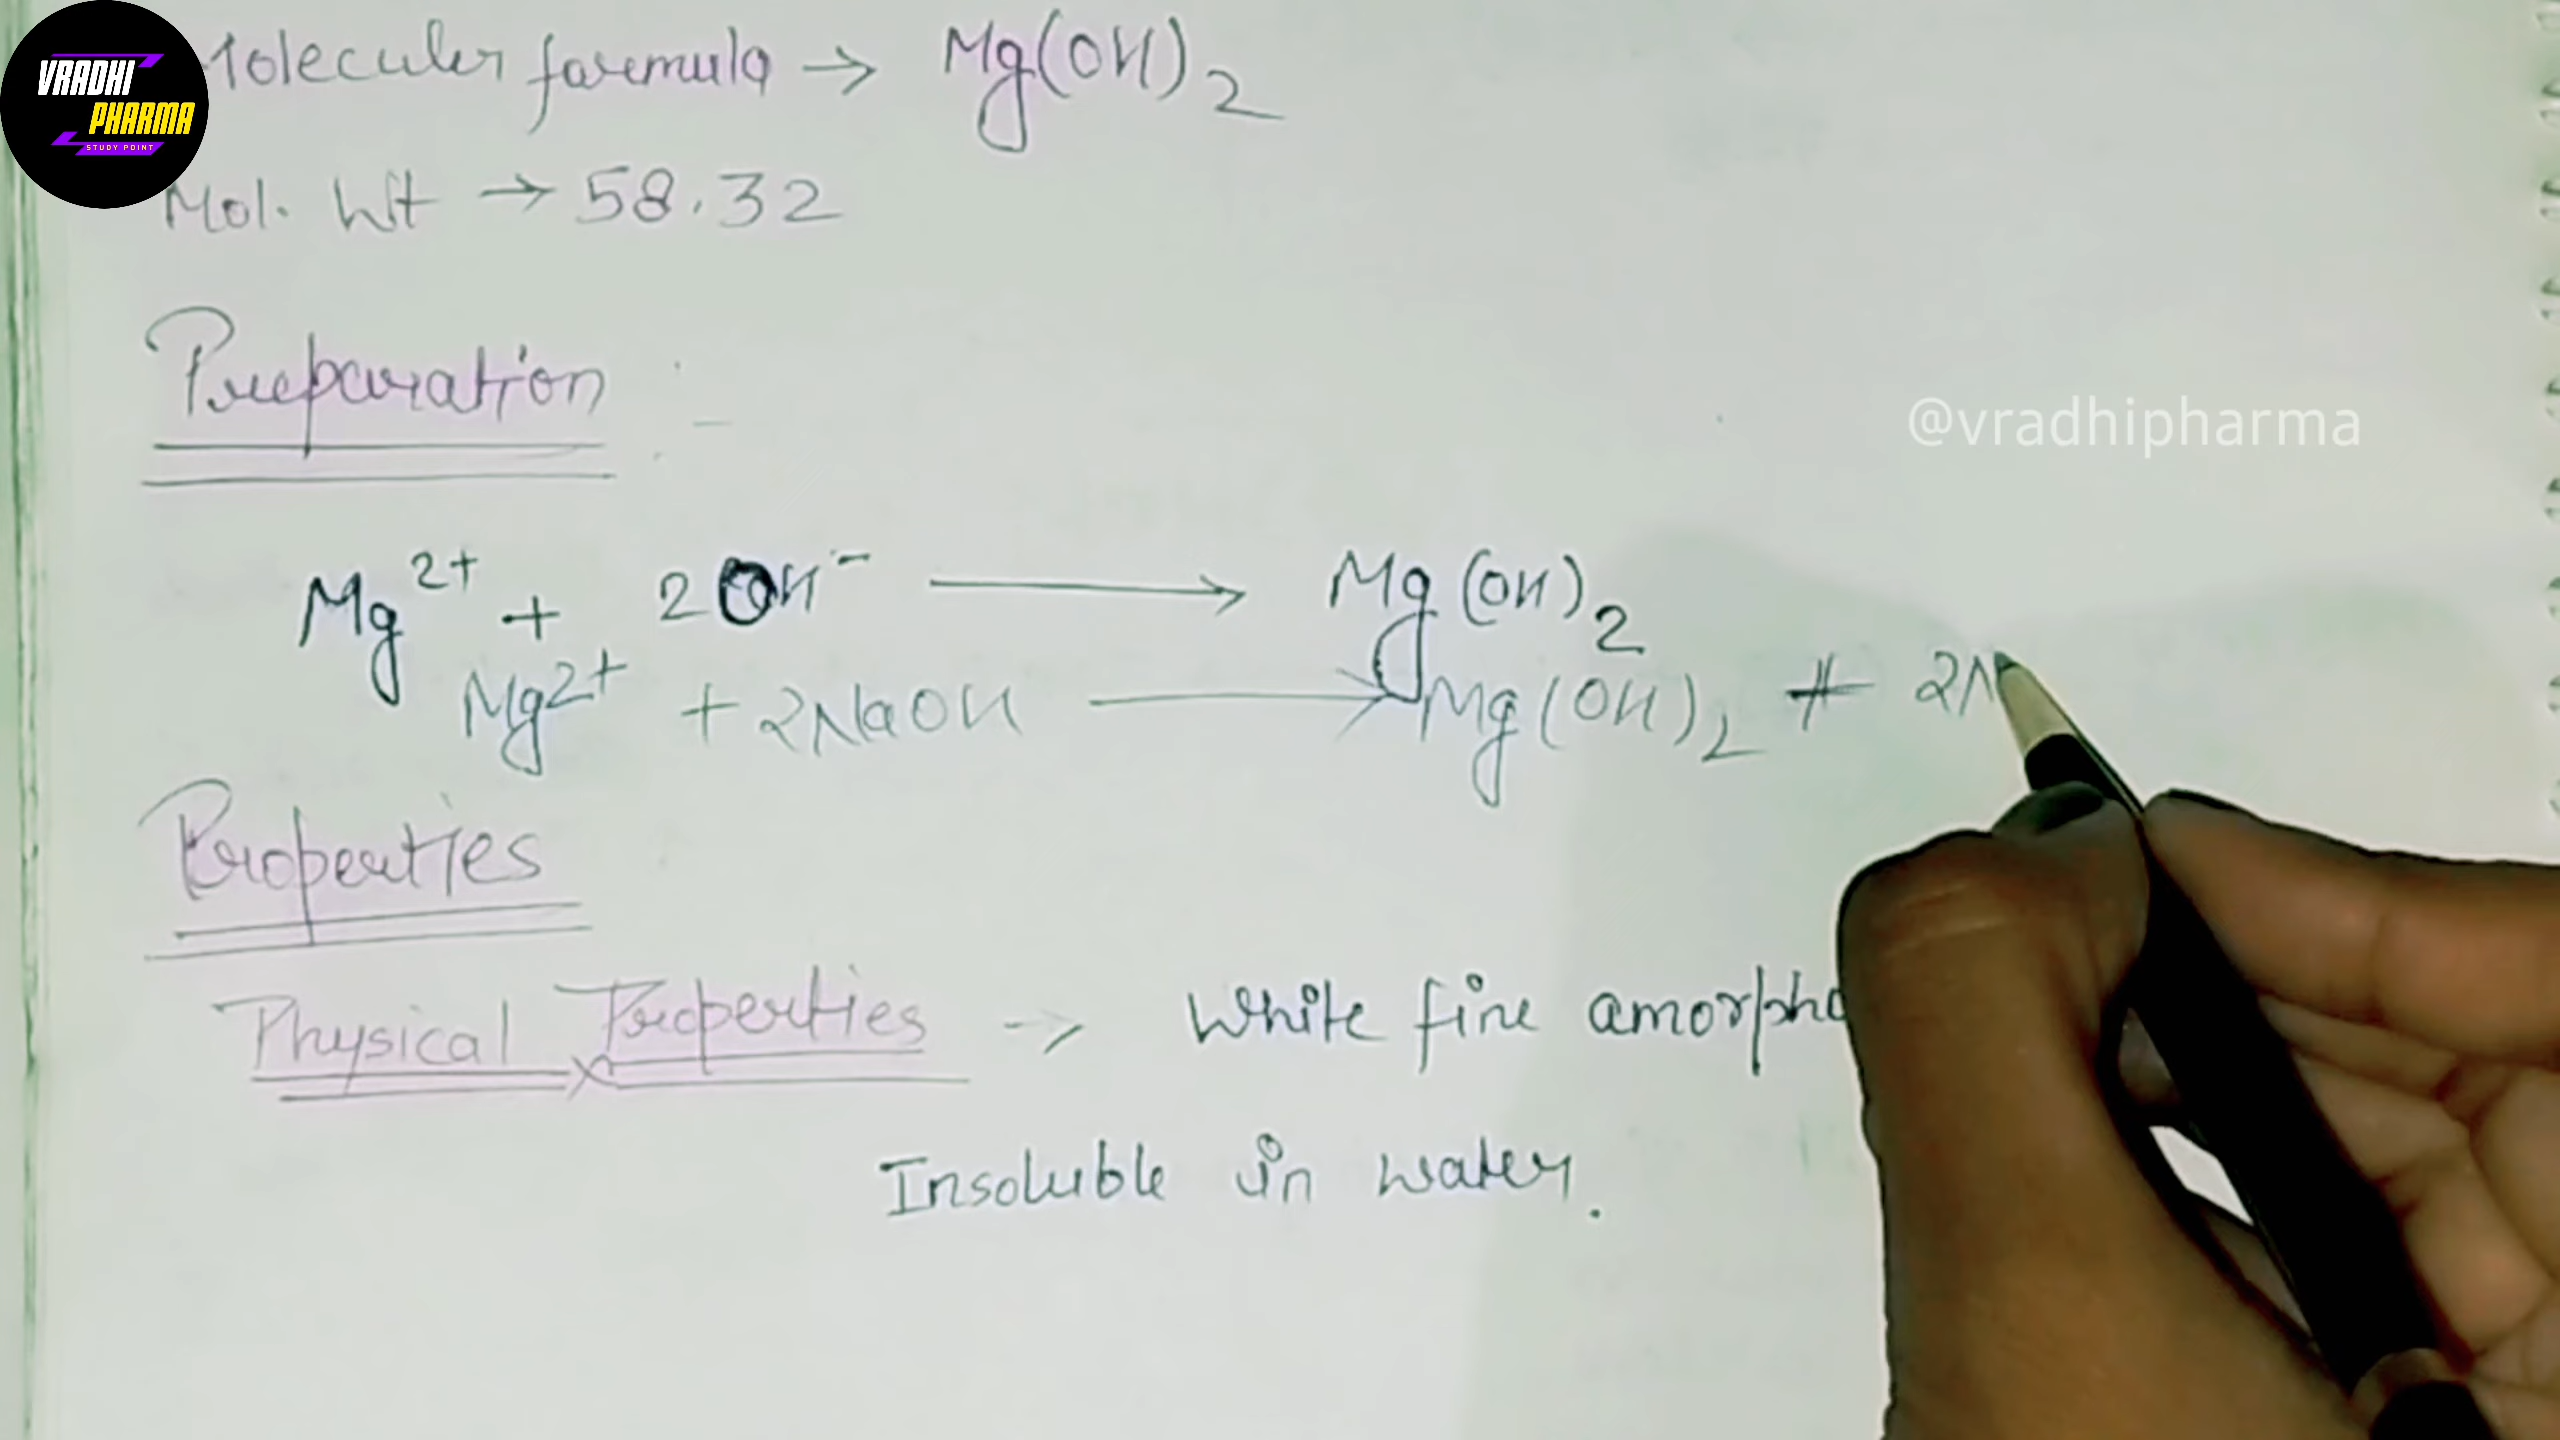 VRADHI
PHARMA
STUDY POINT
Molecular formula → Mg(OH)2
Mol. Wt → 58.32
Preparation :-
@vradhipharma
Mg2+ + 2OH- → Mg(OH)2
Mg2+ + 2NaOH → Mg(OH)2 + 2N
Properties
Physical Properties → White fine amorpho
Insoluble in water.